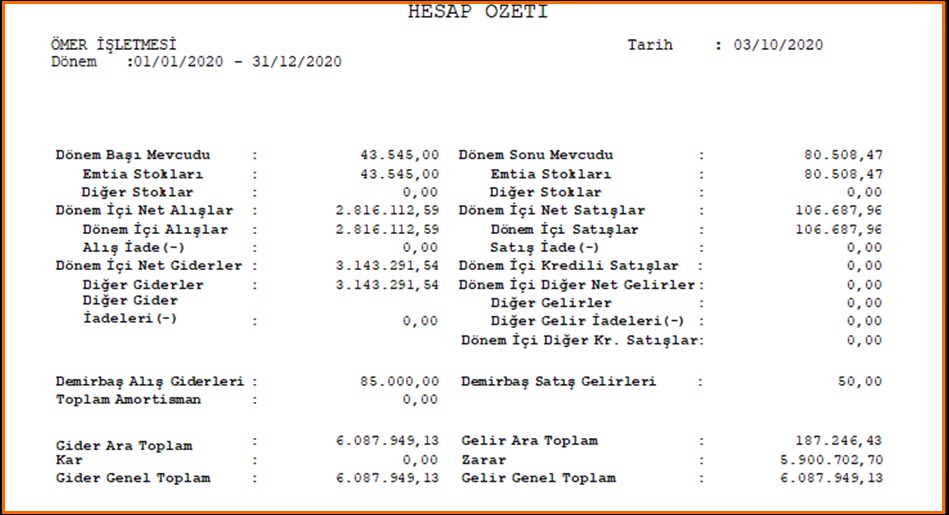 HESAP OZETI
ÖMER İŞLETMESİ Tarih : 03/10/2020
Dönem :01/01/2020 - 31/12/2020
Dönem Başı Mevcudu : 43.545,00 Dönem Sonu Mevcudu : 80.508,47
Emtia Stokları : 43.545,00 Emtia Stokları : 80.508,47
Diğer Stoklar : 0,00 Diğer Stoklar : 0,00
Dönem İçi Net Alışlar : 2.816.112,59 Dönem İçi Net Satışlar : 106.687,96
Dönem İçi Alışlar : 2.816.112,59 Dönem İçi Satışlar : 106.687,96
Alış İade(-) : 0,00 Satış İade(-) : 0,00
Dönem İçi Net Giderler : 3.143.291,54 Dönem İçi Kredili Satışlar : 0,00
Diğer Giderler : 3.143.291,54 Dönem İçi Diğer Net Gelirler: 0,00
Diğer Gider Diğer Gelirler : 0,00
İadeleri(-) : 0,00 Diğer Gelir İadeleri(-) : 0,00
Dönem İçi Diğer Kr. Satışlar: 0,00
Demirbaş Alış Giderleri : 85.000,00 Demirbaş Satış Gelirleri : 50,00
Toplam Amortisman : 0,00
Gider Ara Toplam : 6.087.949,13 Gelir Ara Toplam : 187.246,43
Kar : 0,00 Zarar : 5.900.702,70
Gider Genel Toplam : 6.087.949,13 Gelir Genel Toplam : 6.087.949,13